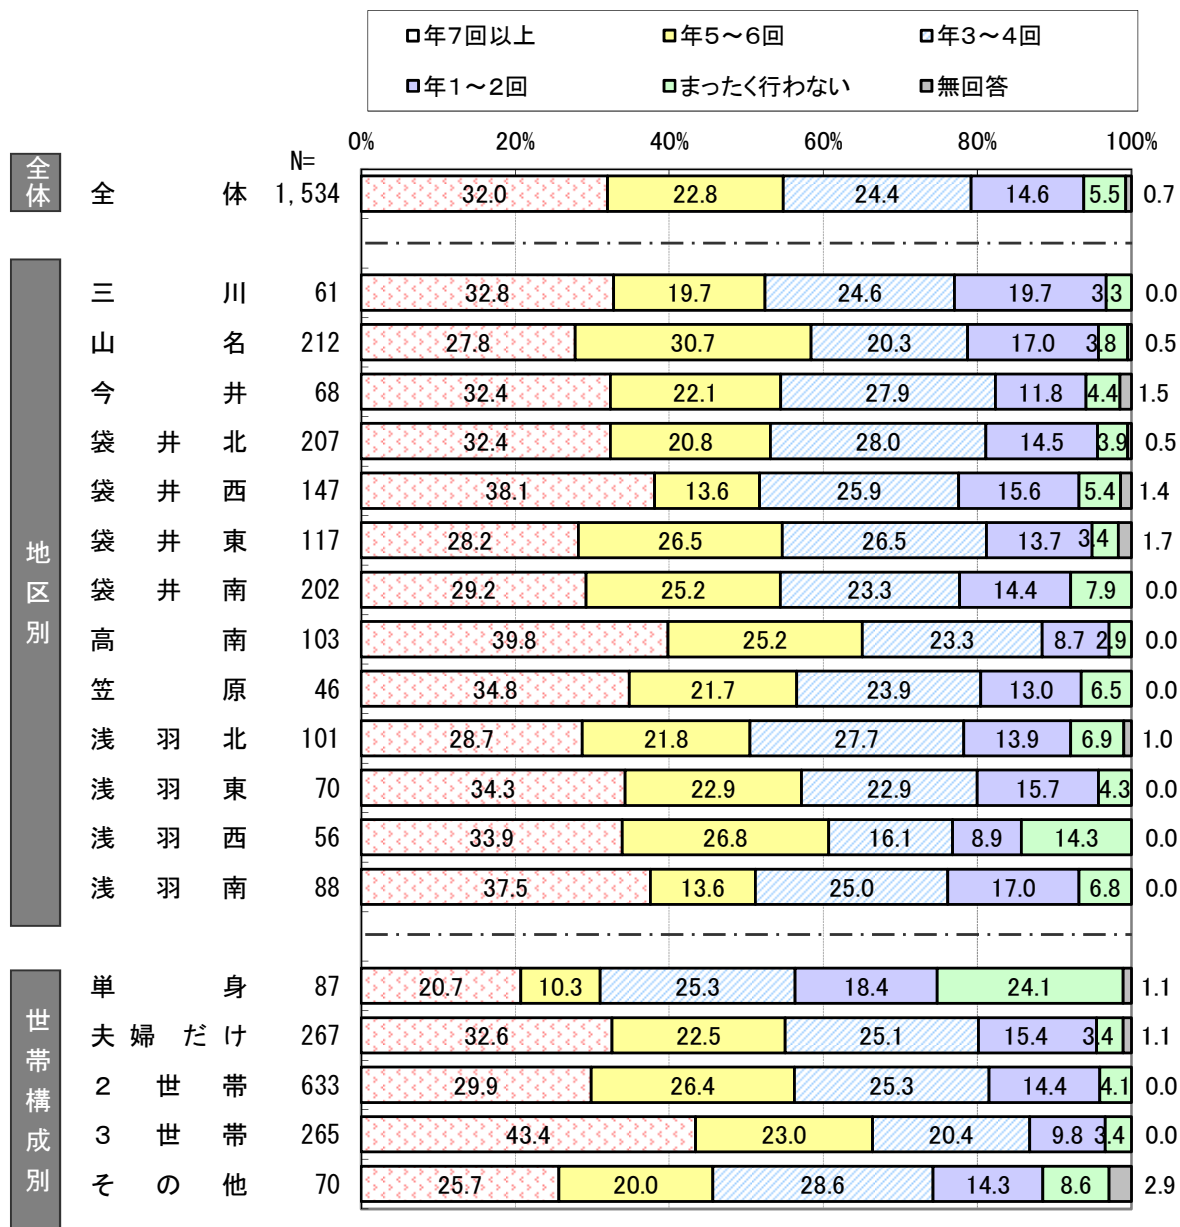 年７回以上 年５～６回 年３～４回
年１～２回 まったく行わない 無回答
0% 20% 40% 60% 80% 100%
N=
全体
全体 1,534 32.0 22.8 24.4 14.6 5.5 0.7
地区別
三川 61 32.8 19.7 24.6 19.7 3.3 0.0
山名 212 27.8 30.7 20.3 17.0 3.8 0.5
今井 68 32.4 22.1 27.9 11.8 4.4 1.5
袋井北 207 32.4 20.8 28.0 14.5 3.9 0.5
袋井西 147 38.1 13.6 25.9 15.6 5.4 1.4
袋井東 117 28.2 26.5 26.5 13.7 3.4 1.7
袋井南 202 29.2 25.2 23.3 14.4 7.9 0.0
高南 103 39.8 25.2 23.3 8.7 2.9 0.0
笠原 46 34.8 21.7 23.9 13.0 6.5 0.0
浅羽北 101 28.7 21.8 27.7 13.9 6.9 1.0
浅羽東 70 34.3 22.9 22.9 15.7 4.3 0.0
浅羽西 56 33.9 26.8 16.1 8.9 14.3 0.0
浅羽南 88 37.5 13.6 25.0 17.0 6.8 0.0
世帯構成別
単身 87 20.7 10.3 25.3 18.4 24.1 1.1
夫婦だけ 267 32.6 22.5 25.1 15.4 3.4 1.1
２世帯 633 29.9 26.4 25.3 14.4 4.1 0.0
３世帯 265 43.4 23.0 20.4 9.8 3.4 0.0
その他 70 25.7 20.0 28.6 14.3 8.6 2.9